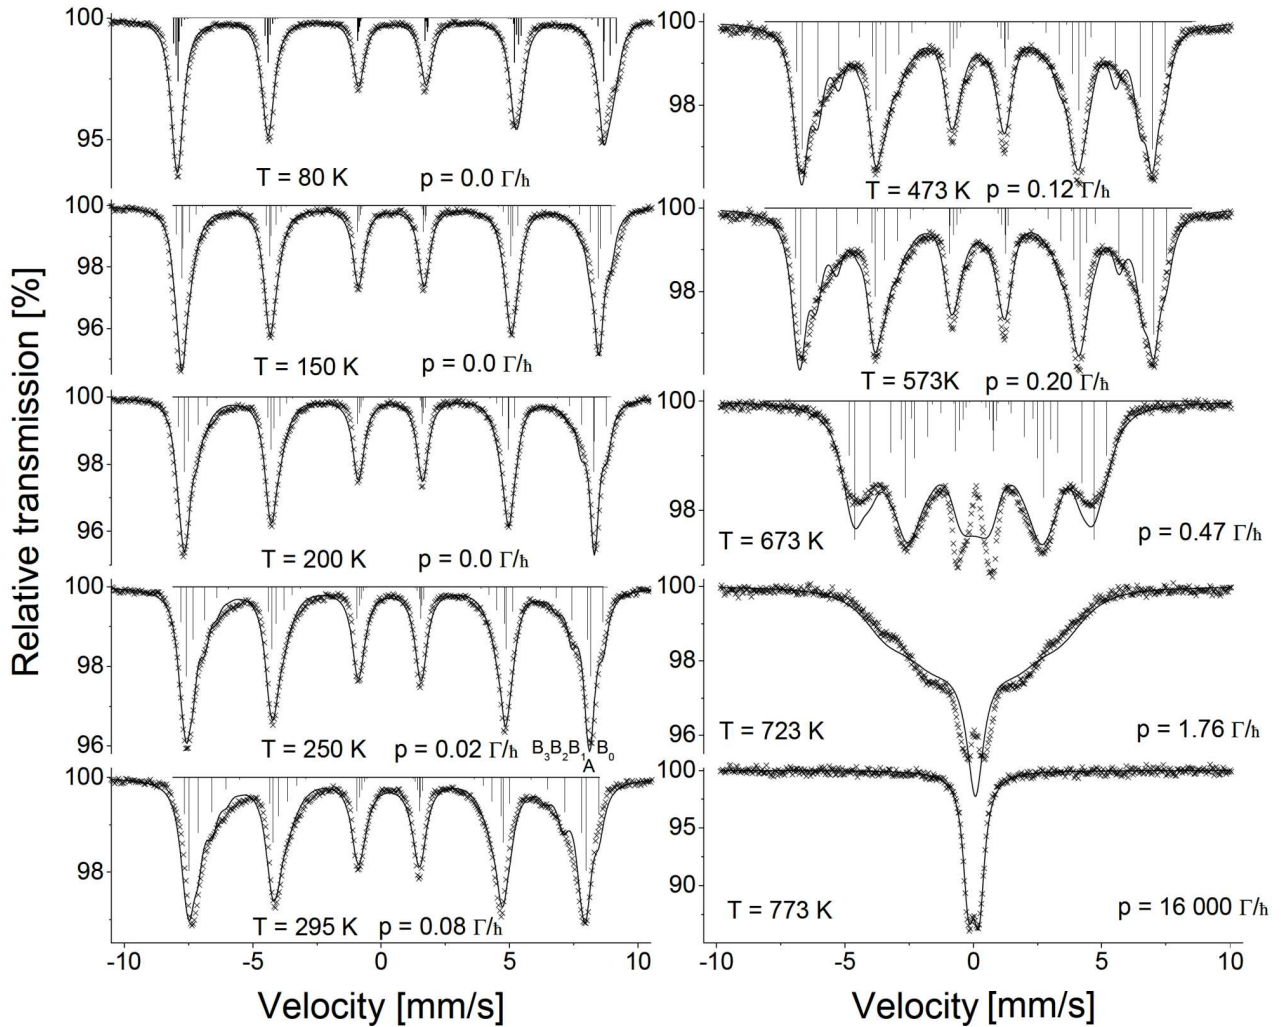 Relative transmission [%]
100
95
T = 80 K p = 0.0 Γ/ħ
100
98
96
T = 150 K p = 0.0 Γ/ħ
100
98
96
T = 200 K p = 0.0 Γ/ħ
100
98
96
T = 250 K p = 0.02 Γ/ħ B₃B₂B₁ B₀
A
100
98
T = 295 K p = 0.08 Γ/ħ
-10 -5 0 5 10
Velocity [mm/s]
100
98
T = 473 K p = 0.12 Γ/ħ
100
98
T = 573K p = 0.20 Γ/ħ
100
98
T = 673 K p = 0.47 Γ/ħ
100
98
96
T = 723 K p = 1.76 Γ/ħ
100
95
90
T = 773 K p = 16 000 Γ/ħ
-10 -5 0 5 10
Velocity [mm/s]